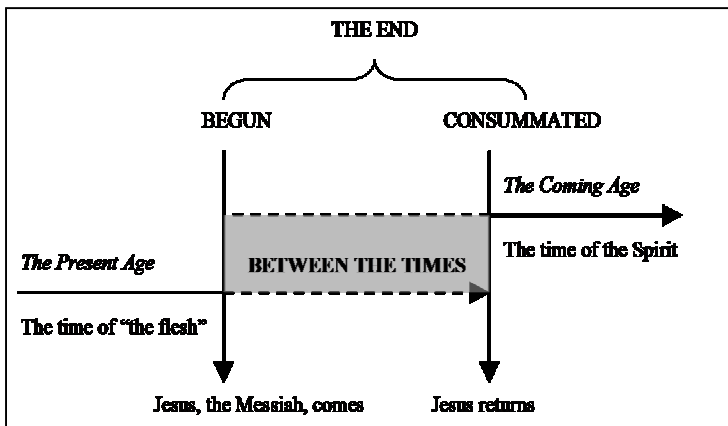 THE END
BEGUN
CONSUMMATED
The Coming Age
The time of the Spirit
The Present Age
BETWEEN THE TIMES
The time of “the flesh”
Jesus, the Messiah, comes
Jesus returns